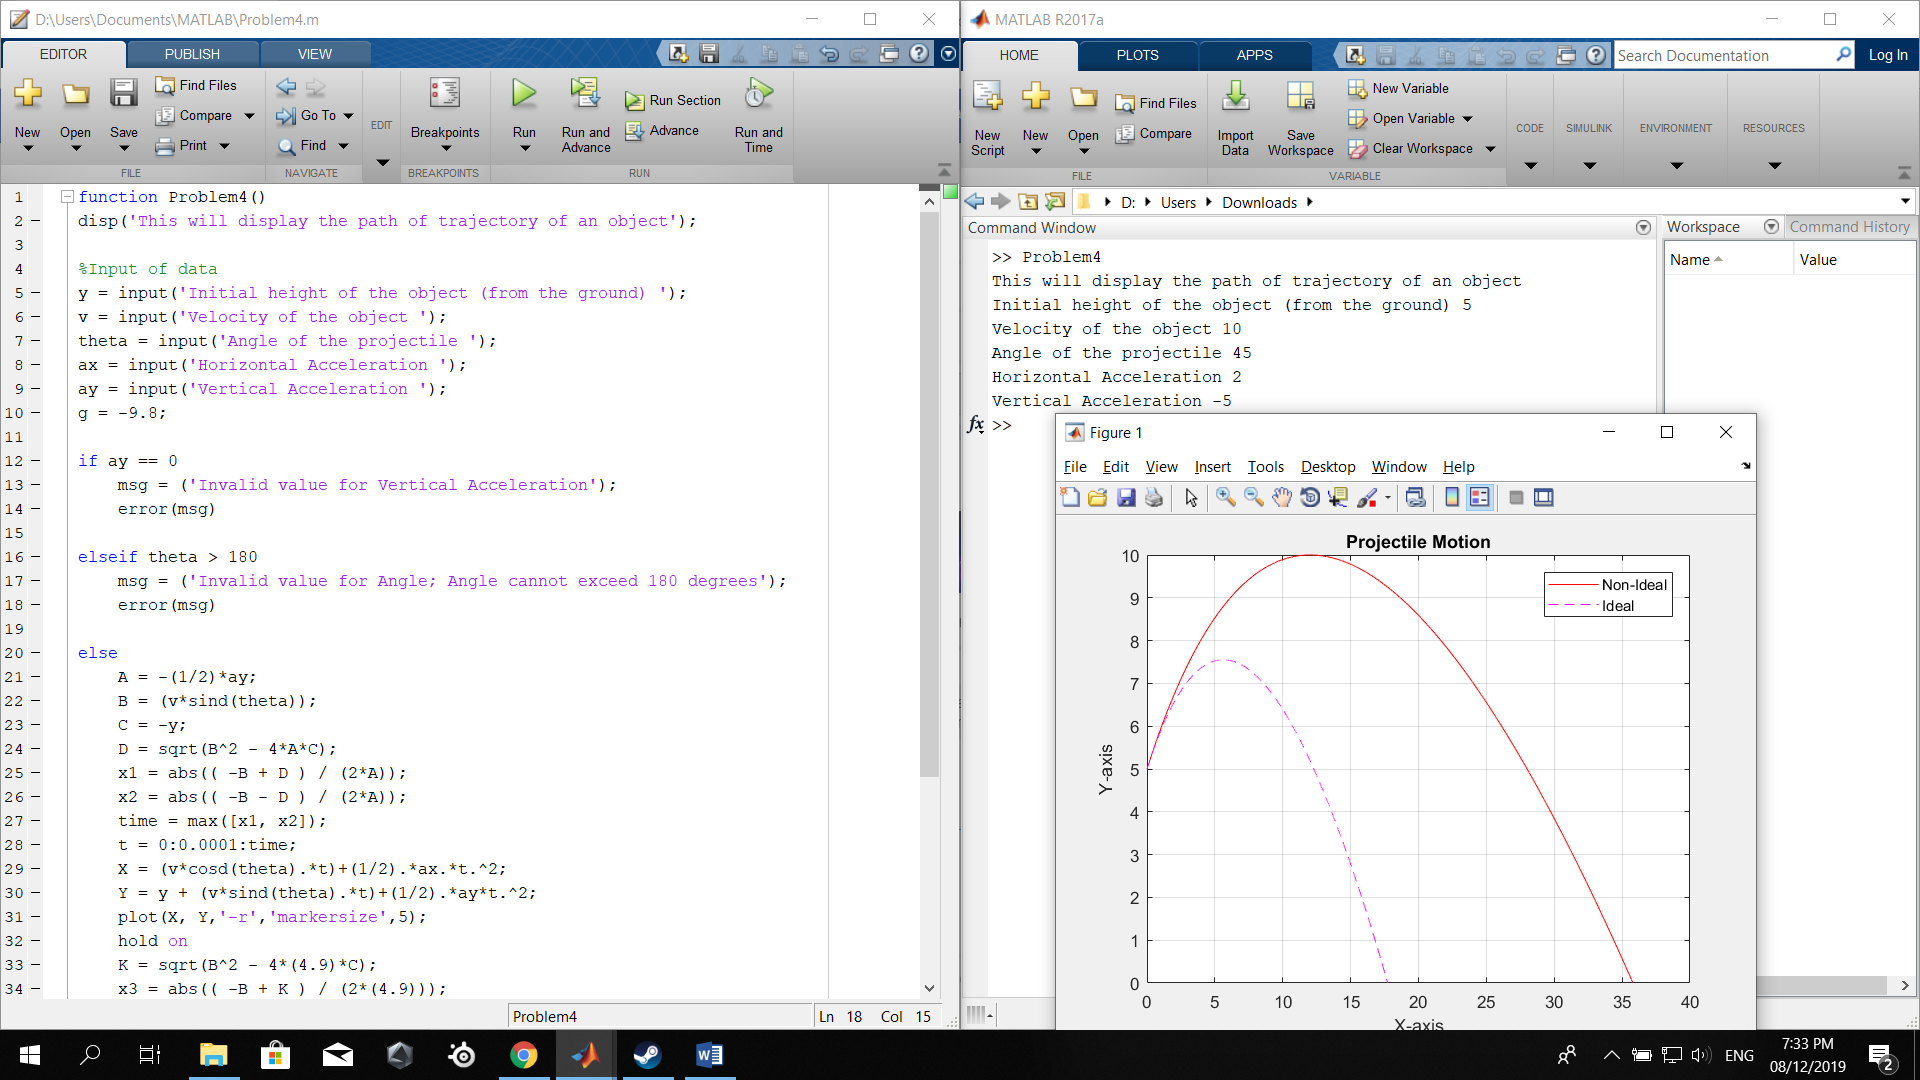 D:\Users\Documents\MATLAB\Problem4.m
EDITOR PUBLISH VIEW
New Open Save Find Files Compare Print
Go To Find
EDIT
Breakpoints
Run Run and Advance Run Section Advance Run and Time
FILE NAVIGATE BREAKPOINTS RUN
1 function Problem4()
2 disp('This will display the path of trajectory of an object');
3
4 %Input of data
5 y = input('Initial height of the object (from the ground) ');
6 v = input('Velocity of the object ');
7 theta = input('Angle of the projectile ');
8 ax = input('Horizontal Acceleration ');
9 ay = input('Vertical Acceleration ');
10 g = -9.8;
11
12 if ay == 0
13 msg = ('Invalid value for Vertical Acceleration');
14 error(msg)
15
16 elseif theta > 180
17 msg = ('Invalid value for Angle; Angle cannot exceed 180 degrees');
18 error(msg)
19
20 else
21 A = -(1/2)*ay;
22 B = (v*sind(theta));
23 C = -y;
24 D = sqrt(B^2 - 4*A*C);
25 x1 = abs(( -B + D ) / (2*A));
26 x2 = abs(( -B - D ) / (2*A));
27 time = max([x1, x2]);
28 t = 0:0.0001:time;
29 X = (v*cosd(theta).*t)+(1/2).*ax.*t.^2;
30 Y = y + (v*sind(theta).*t)+(1/2).*ay*t.^2;
31 plot(X, Y,'-r','markersize',5);
32 hold on
33 K = sqrt(B^2 - 4*(4.9)*C);
34 x3 = abs(( -B + K ) / (2*(4.9)));
Problem4 Ln 18 Col 15
MATLAB R2017a
HOME PLOTS APPS
Search Documentation Log In
New Script New Open Find Files Compare
Import Data Save Workspace New Variable Open Variable Clear Workspace
CODE SIMULINK ENVIRONMENT RESOURCES
FILE VARIABLE
D: Users Downloads
Command Window
>> Problem4
This will display the path of trajectory of an object
Initial height of the object (from the ground) 5
Velocity of the object 10
Angle of the projectile 45
Horizontal Acceleration 2
Vertical Acceleration -5
fx >>
Workspace Command History
Name Value
Figure 1
File Edit View Insert Tools Desktop Window Help
Projectile Motion
Non-Ideal
Ideal
Y-axis
10
9
8
7
6
5
4
3
2
1
0
0 5 10 15 20 25 30 35 40
X-axis
ENG
7:33 PM
08/12/2019
2